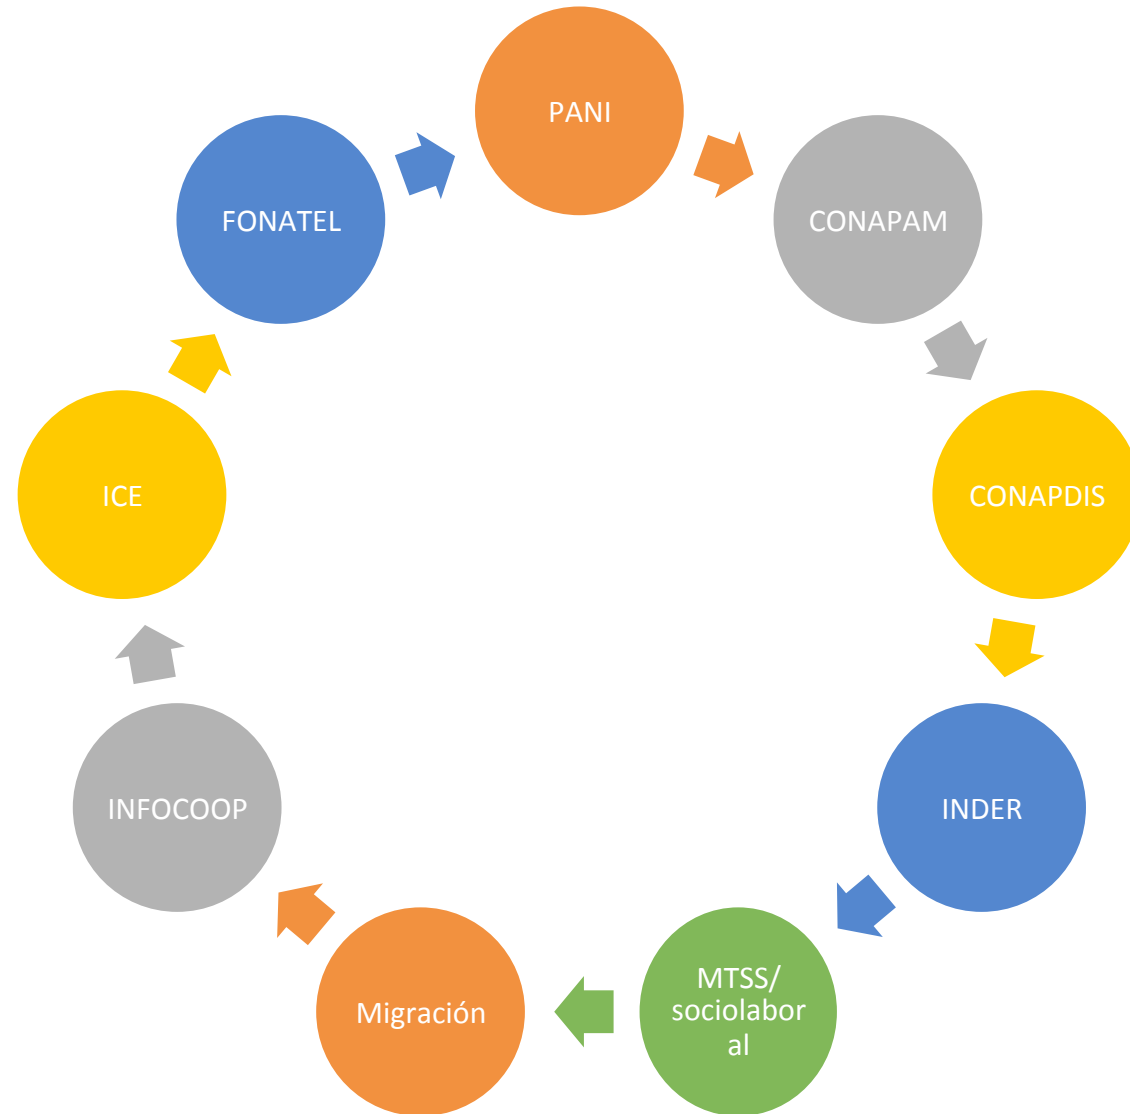 PANI
CONAPAM
CONAPDIS
INDER
MTSS/
sociolabor
al
Migración
INFOCOOP
ICE
FONATEL